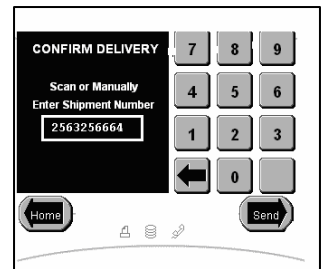 CONFIRM DELIVERY
7 8 9
Scan or Manually
Enter Shipment Number
4 5 6
2563256664
1 2 3
0
Home
Send